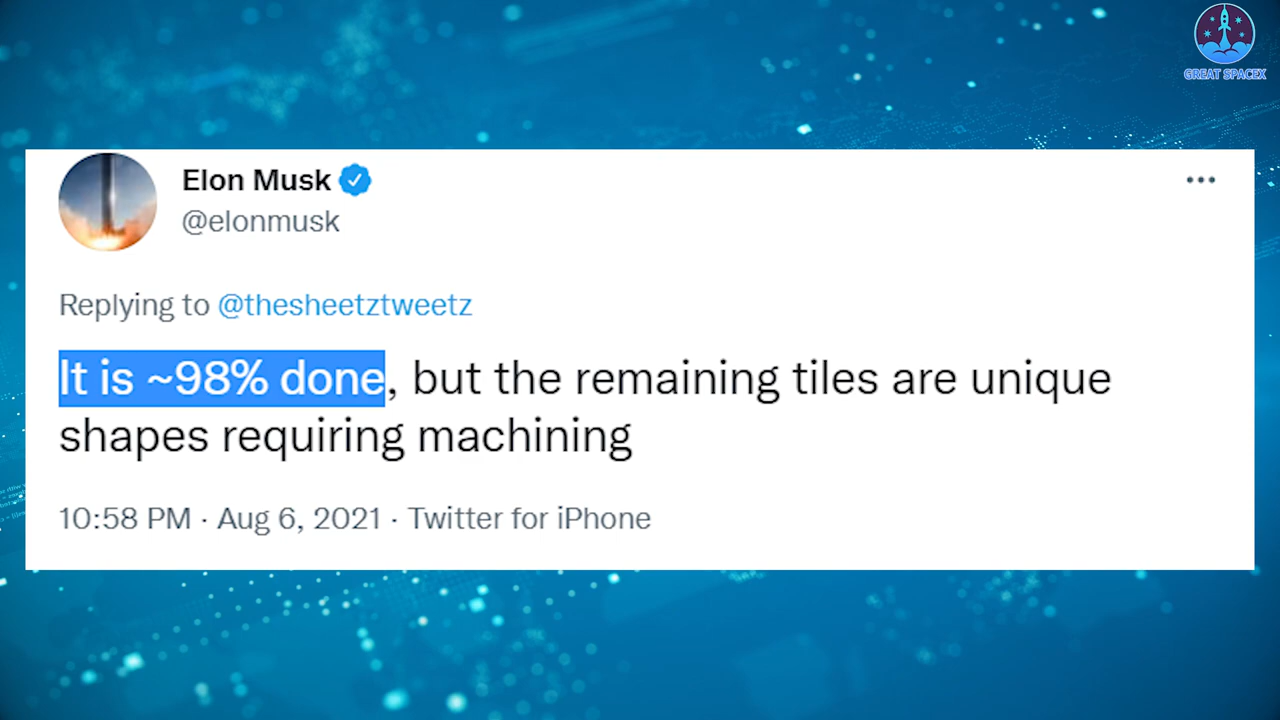 GREAT SPACEX
Elon Musk
@elonmusk
Replying to @thesheetztweetz
It is ~98% done, but the remaining tiles are unique
shapes requiring machining
10:58 PM · Aug 6, 2021 · Twitter for iPhone